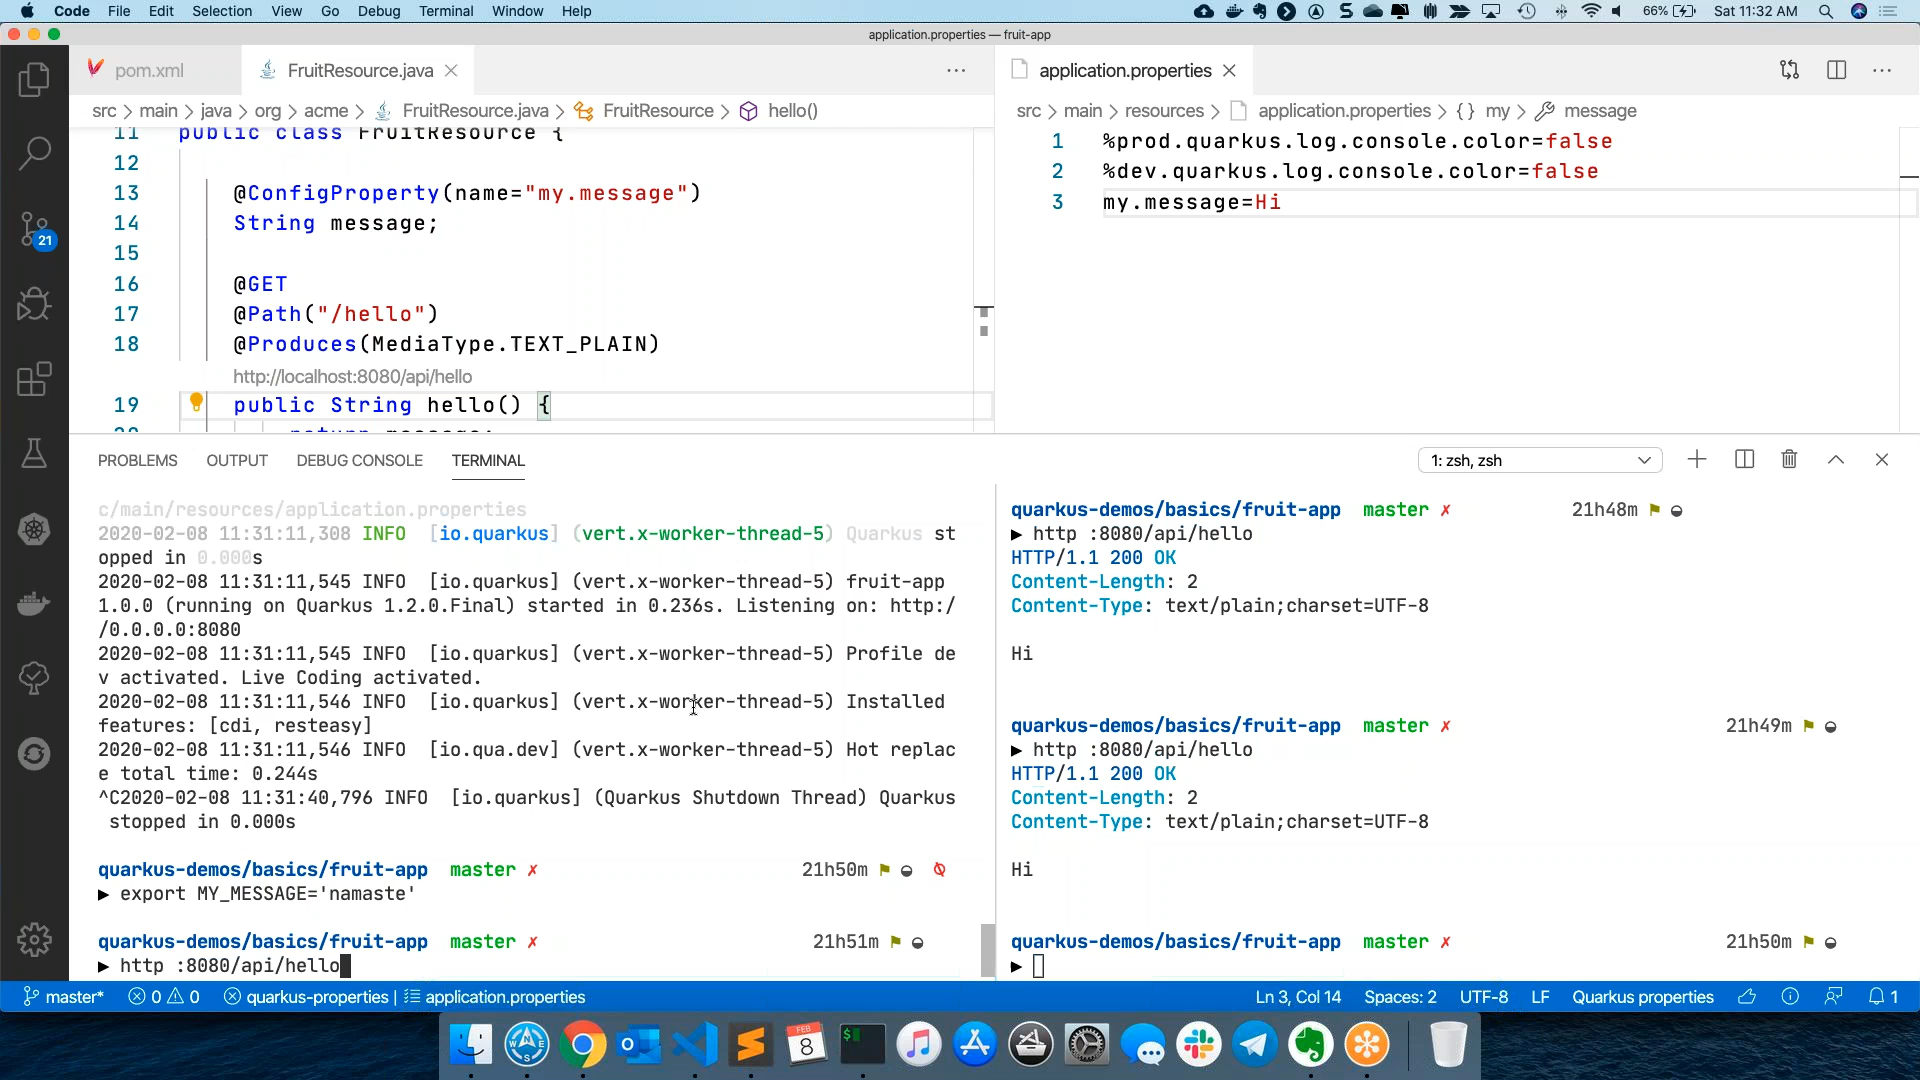 Code File Edit Selection View Go Debug Terminal Window Help 66% Sat 11:32 AM
application.properties — fruit-app
pom.xml FruitResource.java
src > main > java > org > acme > FruitResource.java > FruitResource > hello()
11 public class FruitResource {
12
13 @ConfigProperty(name="my.message")
14 String message;
15
16 @GET
17 @Path("/hello")
18 @Produces(MediaType.TEXT_PLAIN)
http://localhost:8080/api/hello
19 public String hello() {
20 return message;
application.properties
src > main > resources > application.properties > {} my > message
1 %prod.quarkus.log.console.color=false
2 %dev.quarkus.log.console.color=false
3 my.message=Hi
21
PROBLEMS OUTPUT DEBUG CONSOLE TERMINAL 1: zsh, zsh
c/main/resources/application.properties
2020-02-08 11:31:11,308 INFO [io.quarkus] (vert.x-worker-thread-5) Quarkus st
opped in 0.000s
2020-02-08 11:31:11,545 INFO [io.quarkus] (vert.x-worker-thread-5) fruit-app
1.0.0 (running on Quarkus 1.2.0.Final) started in 0.236s. Listening on: http:/
/0.0.0.0:8080
2020-02-08 11:31:11,545 INFO [io.quarkus] (vert.x-worker-thread-5) Profile de
v activated. Live Coding activated.
2020-02-08 11:31:11,546 INFO [io.quarkus] (vert.x-worker-thread-5) Installed
features: [cdi, resteasy]
2020-02-08 11:31:11,546 INFO [io.qua.dev] (vert.x-worker-thread-5) Hot replac
e total time: 0.244s
^C2020-02-08 11:31:40,796 INFO [io.quarkus] (Quarkus Shutdown Thread) Quarkus
stopped in 0.000s
quarkus-demos/basics/fruit-app master ✗ 21h50m
▶ export MY_MESSAGE='namaste'
quarkus-demos/basics/fruit-app master ✗ 21h51m
▶ http :8080/api/hello
quarkus-demos/basics/fruit-app master ✗ 21h48m
▶ http :8080/api/hello
HTTP/1.1 200 OK
Content-Length: 2
Content-Type: text/plain;charset=UTF-8
Hi
quarkus-demos/basics/fruit-app master ✗ 21h49m
▶ http :8080/api/hello
HTTP/1.1 200 OK
Content-Length: 2
Content-Type: text/plain;charset=UTF-8
Hi
quarkus-demos/basics/fruit-app master ✗ 21h50m
▶
master* 0 0 quarkus-properties | application.properties Ln 3, Col 14 Spaces: 2 UTF-8 LF Quarkus properties 1
FEB
8